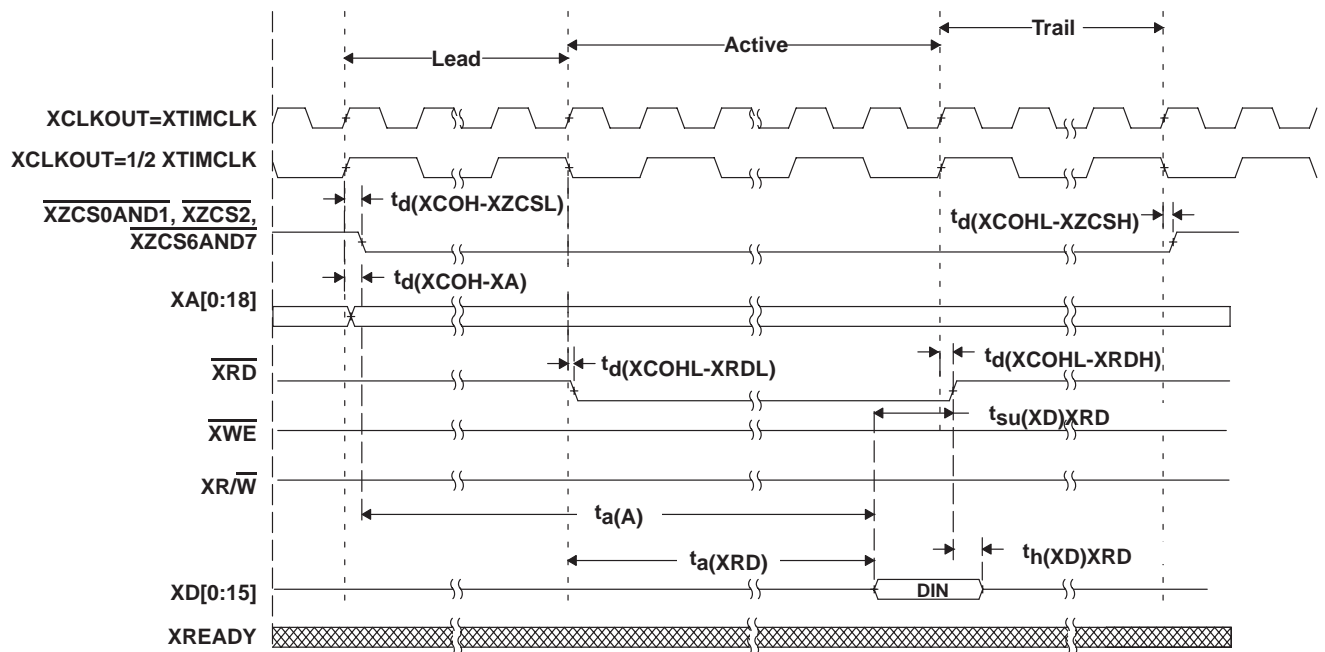 Trail
Active
Lead
XCLKOUT=XTIMCLK
XCLKOUT=1/2 XTIMCLK
td(XCOH-XZCSL)
XZCS0AND1, XZCS2,
XZCS6AND7
td(XCOHL-XZCSH)
td(XCOH-XA)
XA[0:18]
XRD
td(XCOHL-XRDL)
td(XCOHL-XRDH)
tsu(XD)XRD
XWE
XR/W
ta(A)
ta(XRD)
th(XD)XRD
XD[0:15]
DIN
XREADY